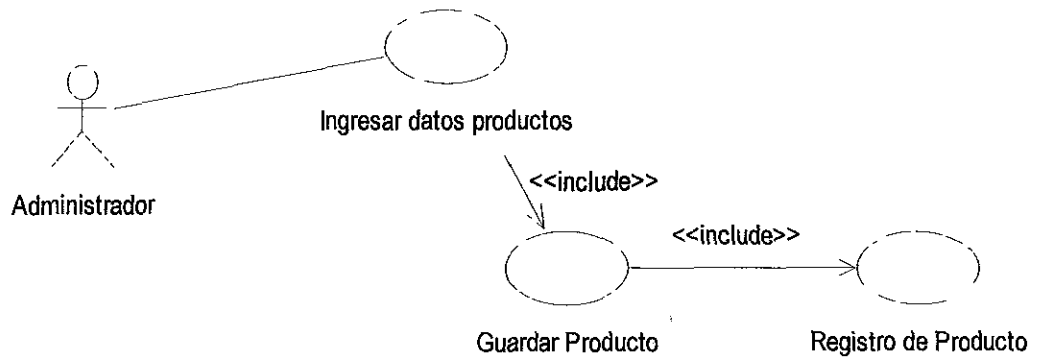 Ingresar datos productos
<<include>>
Administrador
<<include>>
Guardar Producto
Registro de Producto